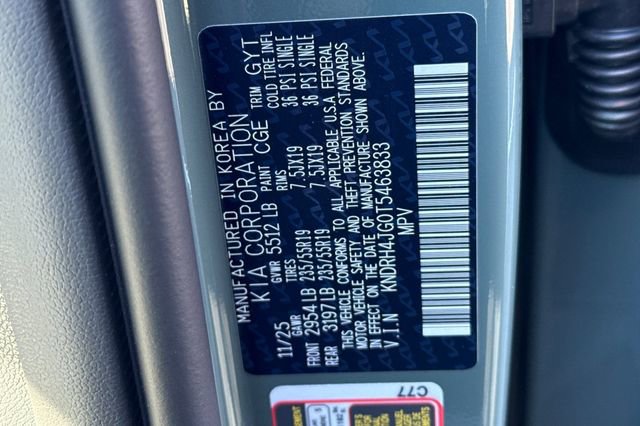 MANUFACTURED IN KOREA BY
KIA CORPORATION
11/25 GVWR 5512 LB PAINT CGE TRIM GYT
GAWR TIRES RIMS COLD TIRE INFL
FRONT 2954 LB 235/55R19 7.5JX19 36 PSI SINGLE
REAR 3197 LB 235/55R19 7.5JX19 36 PSI SINGLE
THIS VEHICLE CONFORMS TO ALL APPLICABLE U.S.A FEDERAL
MOTOR VEHICLE SAFETY AND THEFT PREVENTION STANDARDS
IN EFFECT ON THE DATE OF MANUFACTURE SHOWN ABOVE.
V.I.N KNDRH4JG0T5463833
MPV
C77